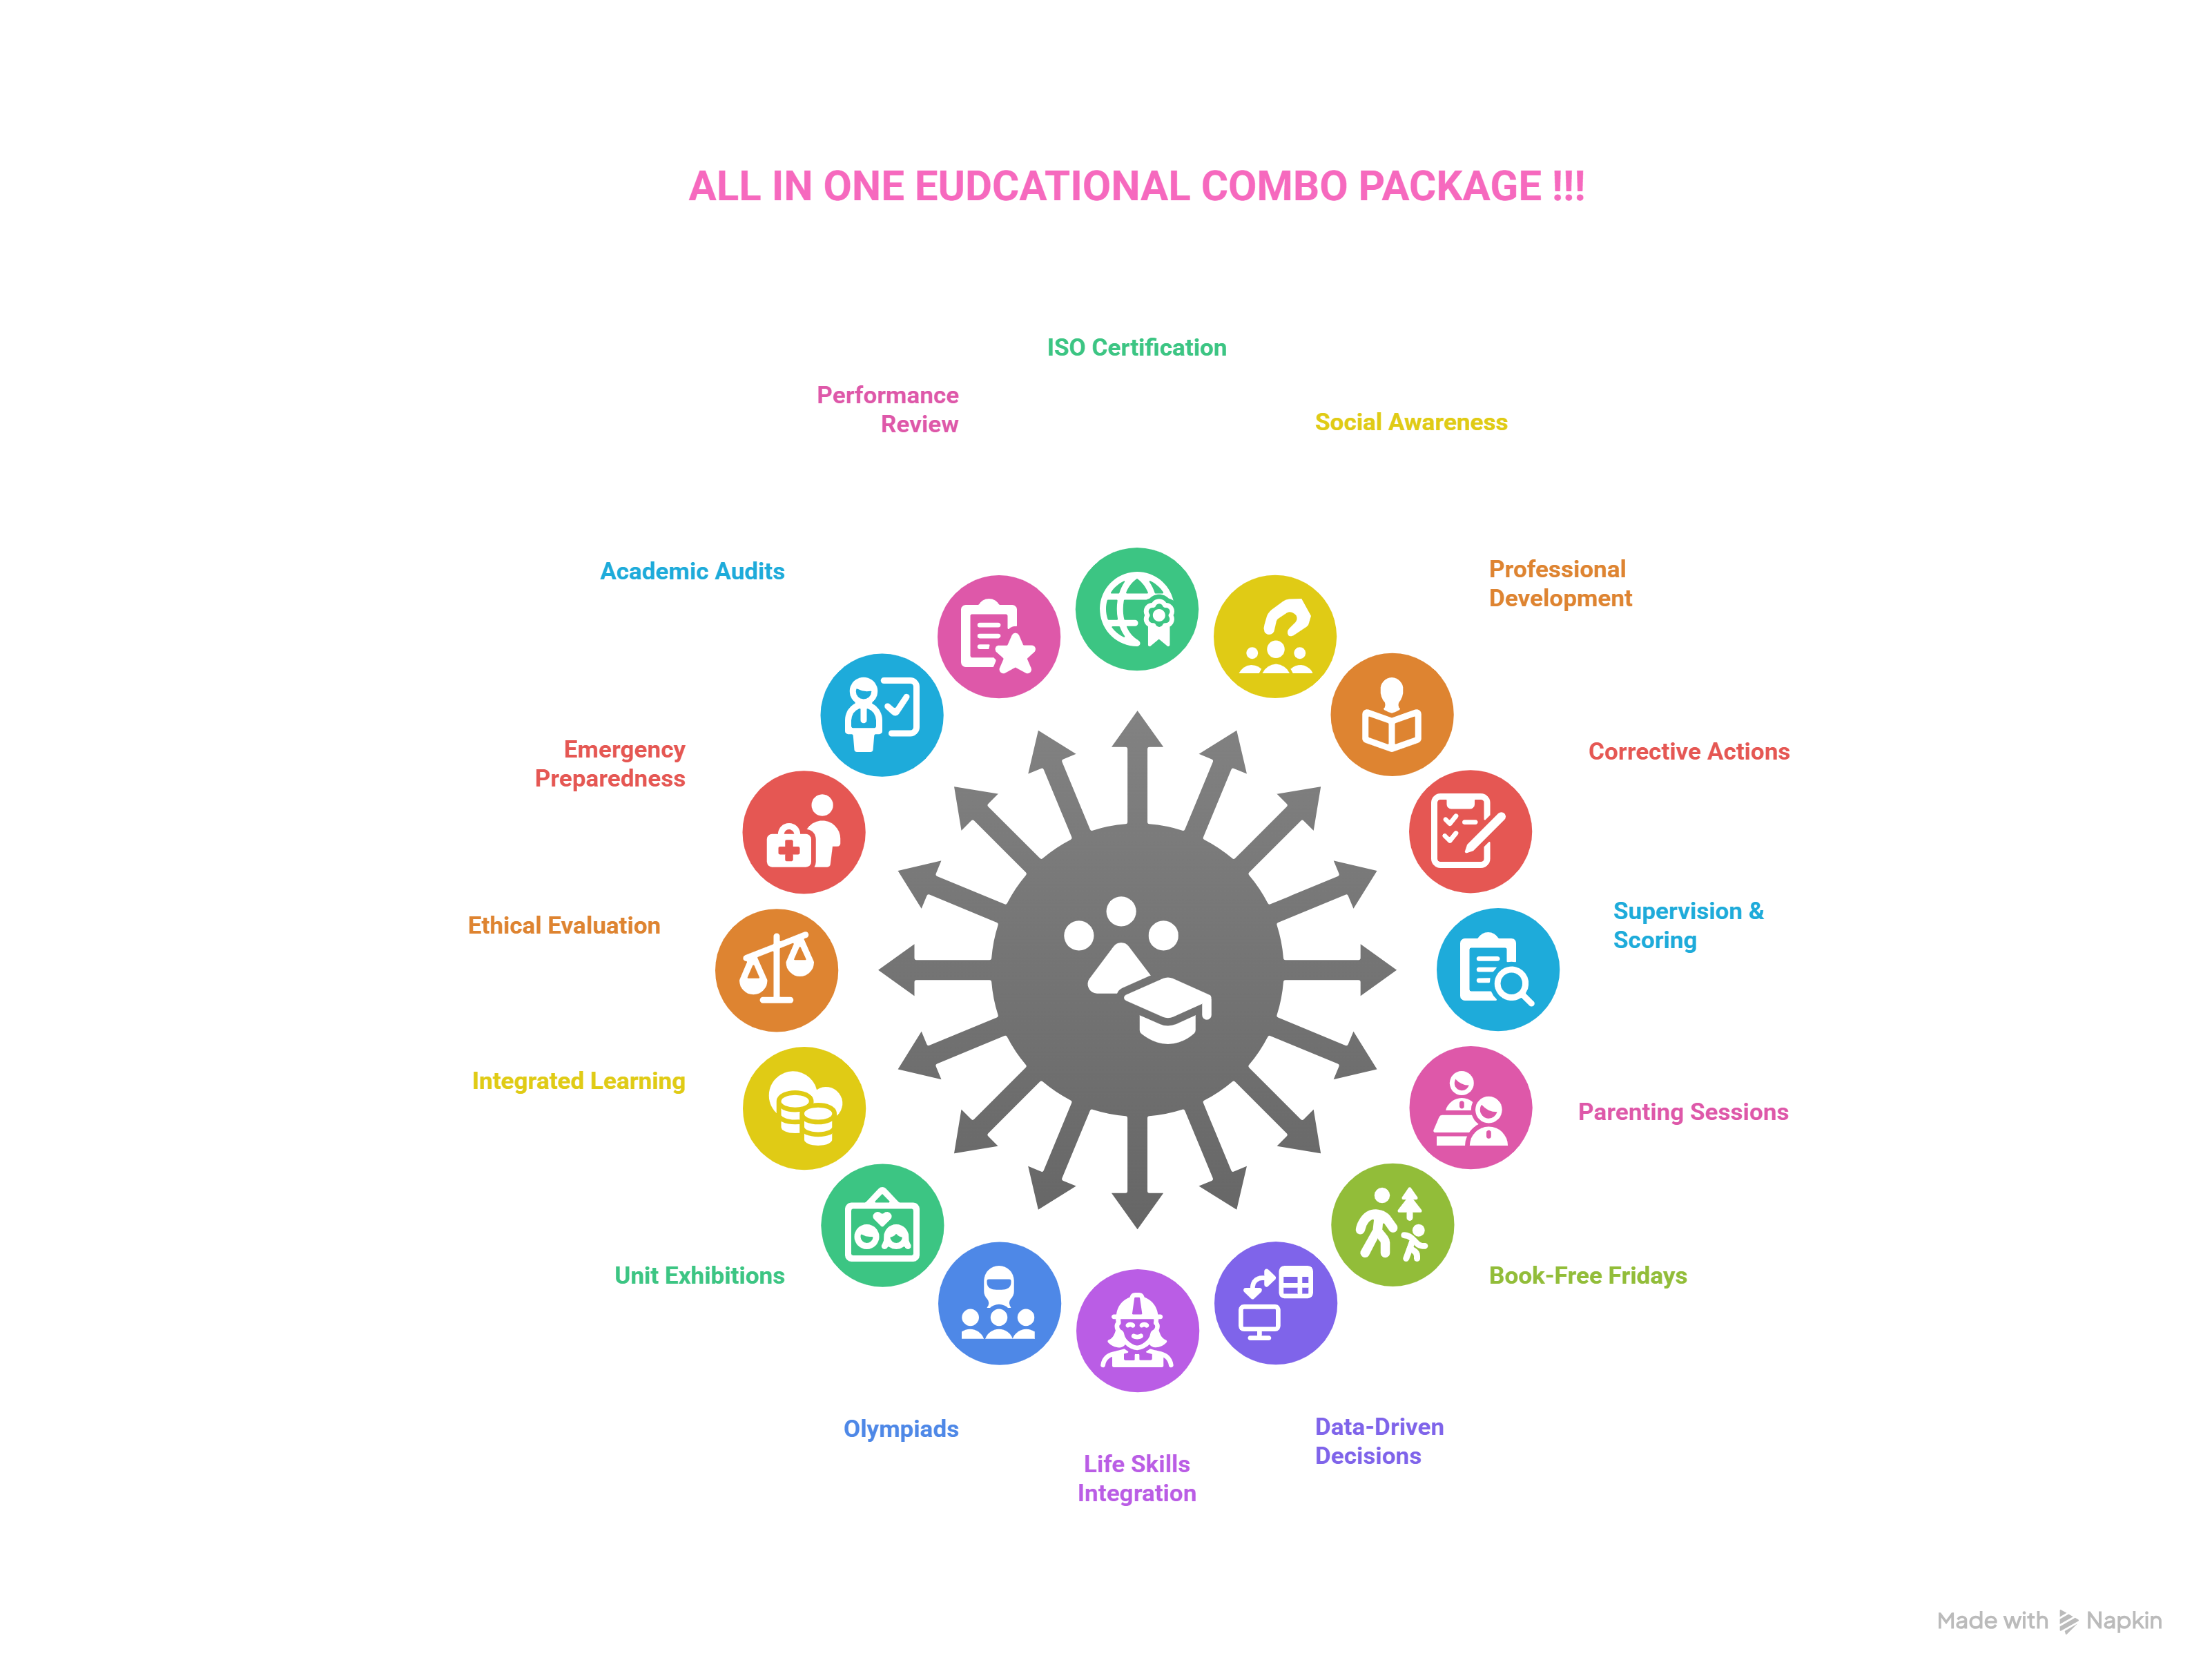 ALL IN ONE EUDCATIONAL COMBO PACKAGE !!!
ISO Certification
Performance
Review
Social Awareness
Academic Audits
Professional
Development
Emergency
Preparedness
Corrective Actions
Ethical Evaluation
Supervision &
Scoring
Integrated Learning
Parenting Sessions
Unit Exhibitions
Book-Free Fridays
Olympiads
Data-Driven
Decisions
Life Skills
Integration
Made with Napkin